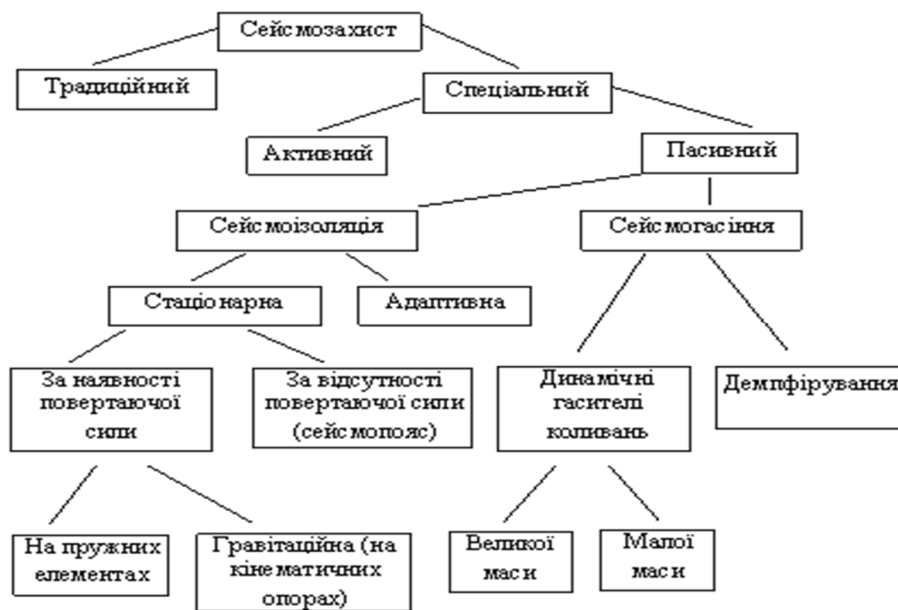 Сейсмозахист
Традиційний
Спеціальний
Активний
Пасивний
Сейсмоізоляція
Сейсмогасіння
Стаціонарна
Адаптивна
За наявності
повертаючої
сили
За відсутності
повертаючої сили
(сейсмопояс)
Динамічні
гасителі
коливань
Демпфірування
На пружних
елементах
Гравітаційна (на
кінематичних
опорах)
Великої
маси
Малої
маси